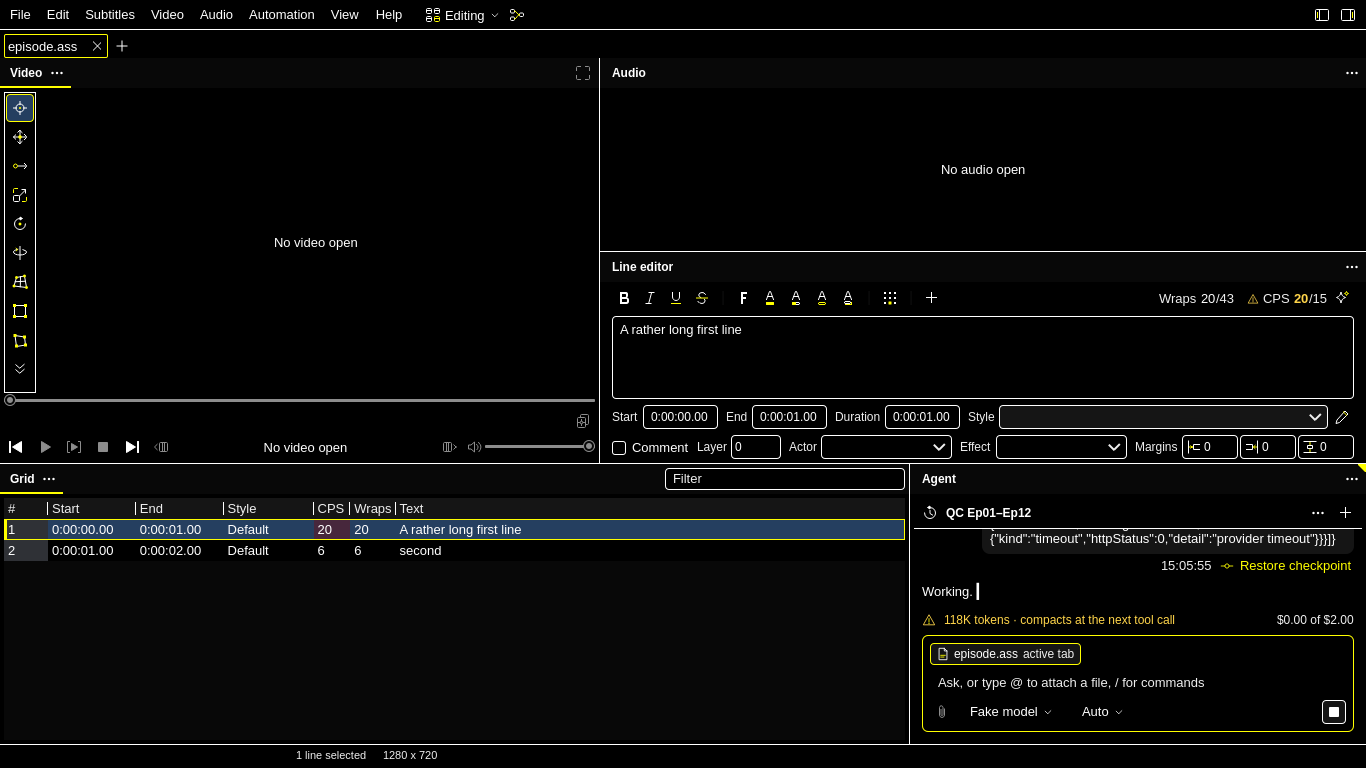 File Edit Subtitles Video Audio Automation View Help Editing
episode.ass
Video
No video open
No video open
Audio
No audio open
Line editor
B I U S F A A A A Wraps 20/43 CPS 20/15
A rather long first line
Start 0:00:00.00 End 0:00:01.00 Duration 0:00:01.00 Style
Comment Layer 0 Actor Effect Margins 0 0 0
Grid
Filter
# Start End Style CPS Wraps Text
1 0:00:00.00 0:00:01.00 Default 20 20 A rather long first line
2 0:00:01.00 0:00:02.00 Default 6 6 second
Agent
QC Ep01–Ep12
{"kind":"timeout","httpStatus":0,"detail":"provider timeout"}}}]}
15:05:55 Restore checkpoint
Working.
118K tokens · compacts at the next tool call $0.00 of $2.00
episode.ass active tab
Ask, or type @ to attach a file, / for commands
Fake model Auto
1 line selected 1280 x 720